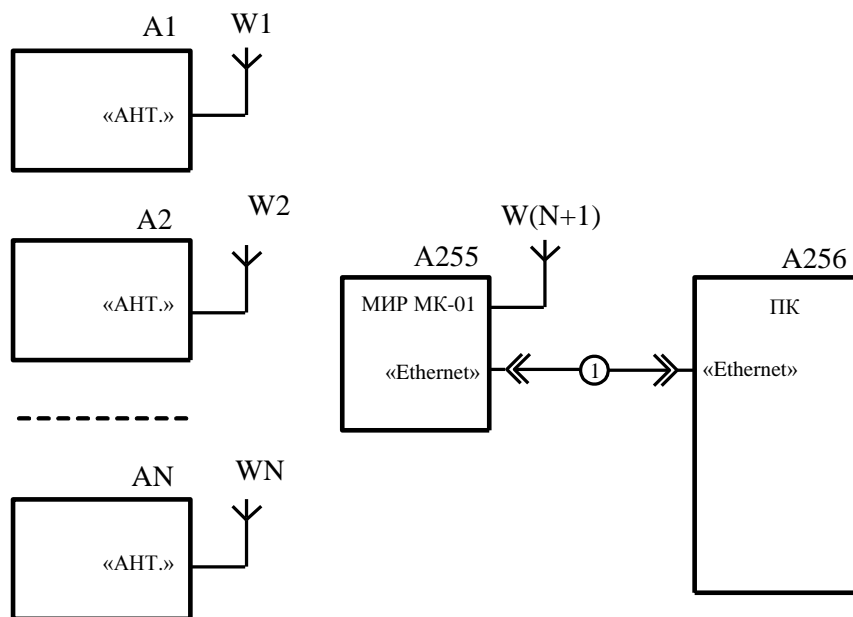 A1
W1
«АНТ.»
A2
W2
«АНТ.»
AN
WN
«АНТ.»
W(N+1)
A255
МИР МК-01
«Ethernet»
1
A256
ПК
«Ethernet»